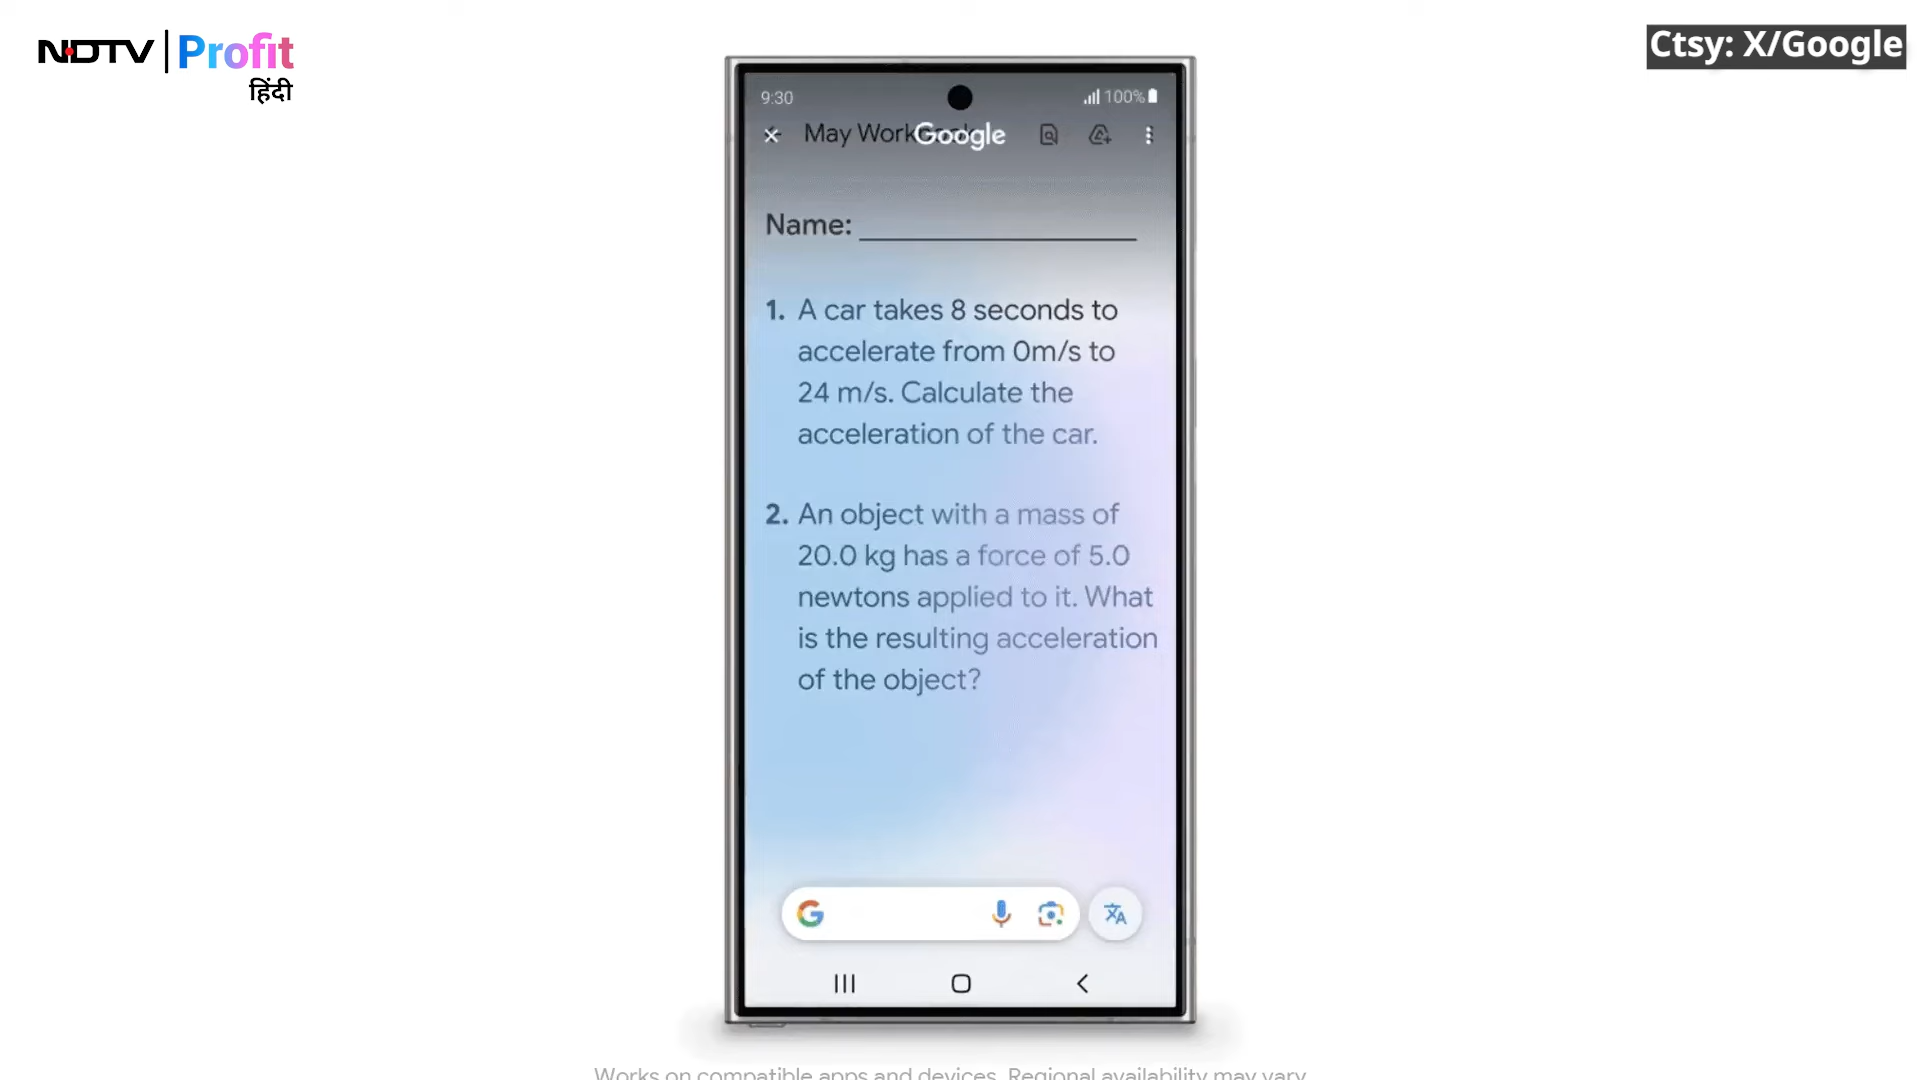 NDTV Profit
हिंदी
Ctsy: X/Google
9:30
100%
May Work
Google
Name:
1. A car takes 8 seconds to
accelerate from 0m/s to
24 m/s. Calculate the
acceleration of the car.
2. An object with a mass of
20.0 kg has a force of 5.0
newtons applied to it. What
is the resulting acceleration
of the object?
Works on compatible apps and devices. Regional availability may vary.